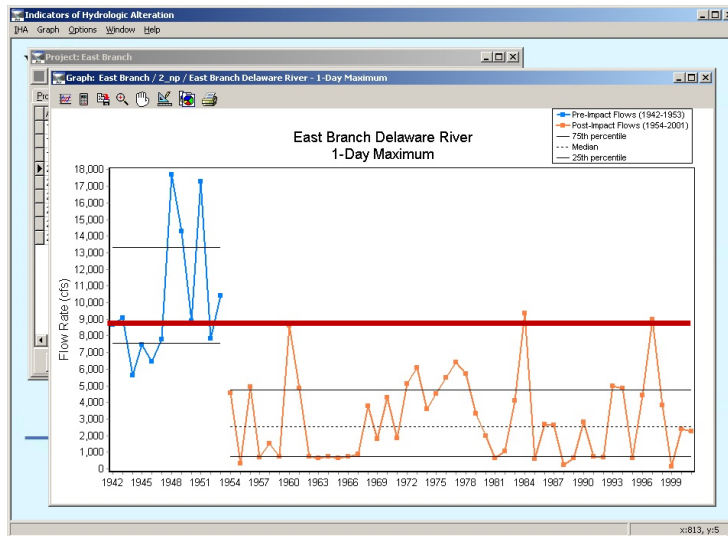 Indicators of Hydrologic Alteration
IHA Graph Options Window Help
Project: East Branch
Graph: East Branch / 2_np / East Branch Delaware River - 1-Day Maximum
East Branch Delaware River
1-Day Maximum
Pre-Impact Flows (1942-1953)
Post-Impact Flows (1954-2001)
75th percentile
Median
25th percentile
Flow Rate (cfs)
18,000
17,000
16,000
15,000
14,000
13,000
12,000
11,000
10,000
9,000
8,000
7,000
6,000
5,000
4,000
3,000
2,000
1,000
0
1942 1945 1948 1951 1954 1957 1960 1963 1966 1969 1972 1975 1978 1981 1984 1987 1990 1993 1996 1999
x:813, y:5